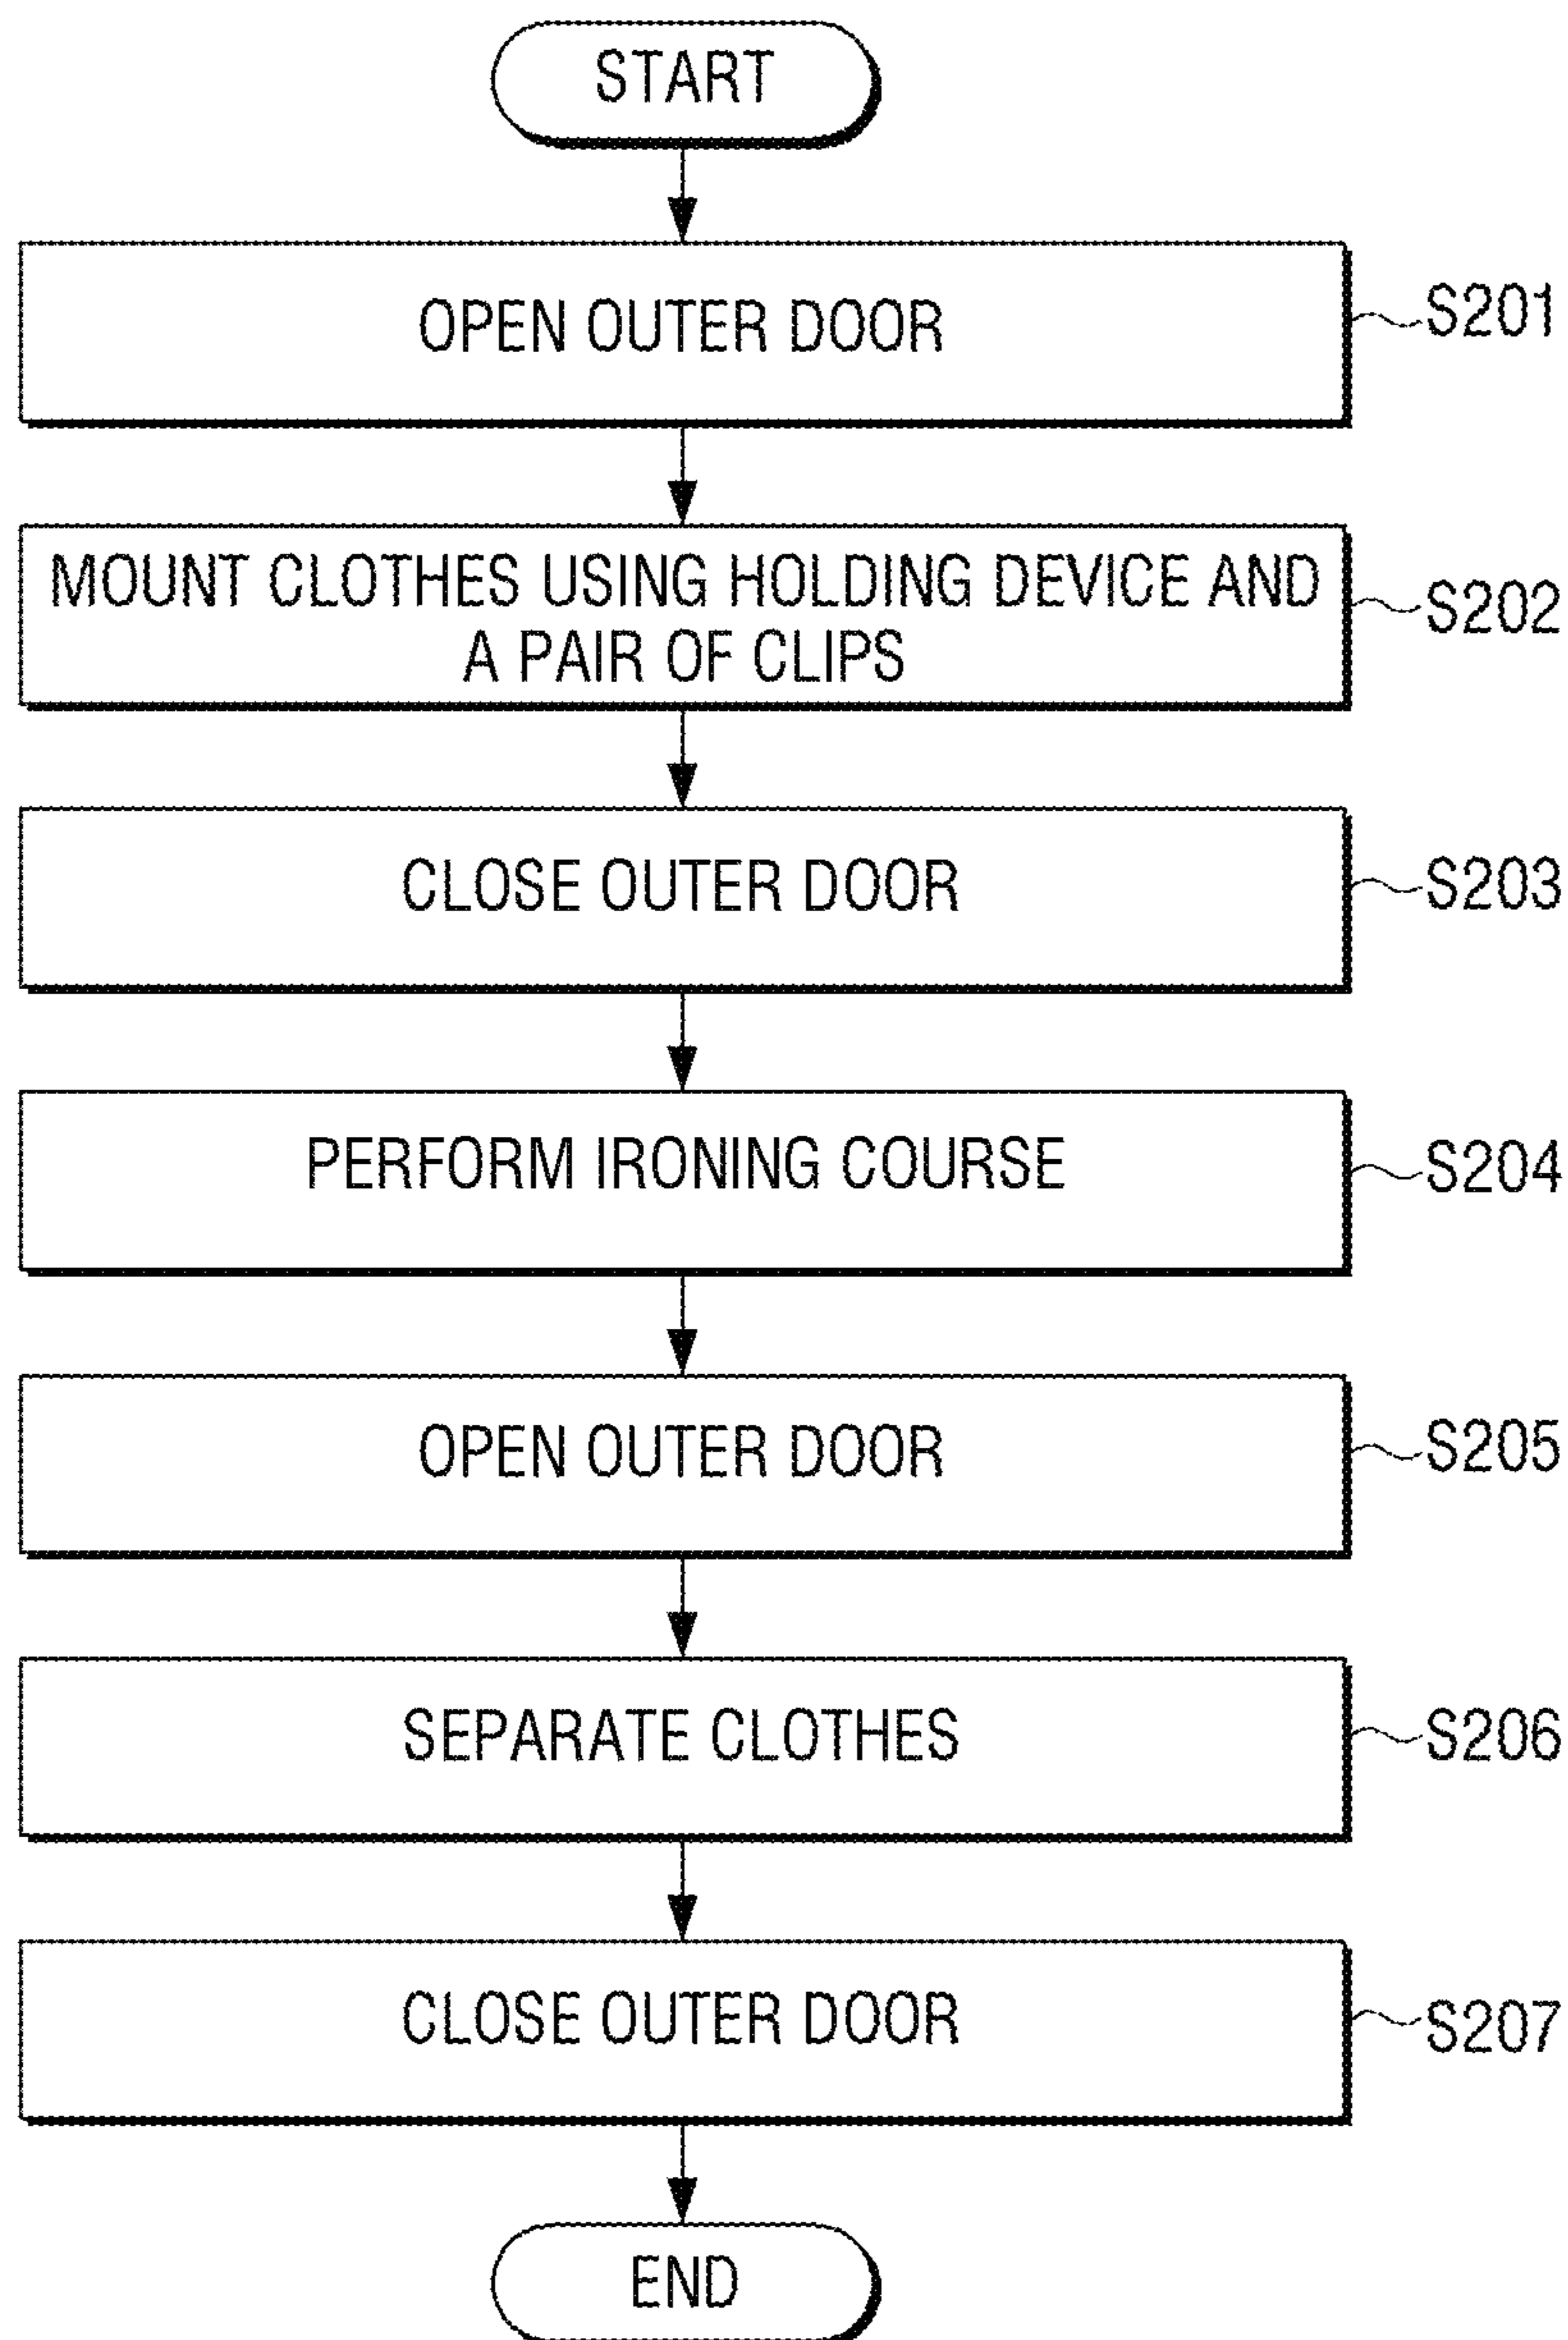 START
OPEN OUTER DOOR
S201
MOUNT CLOTHES USING HOLDING DEVICE AND
A PAIR OF CLIPS
S202
CLOSE OUTER DOOR
S203
PERFORM IRONING COURSE
S204
OPEN OUTER DOOR
S205
SEPARATE CLOTHES
S206
CLOSE OUTER DOOR
S207
END